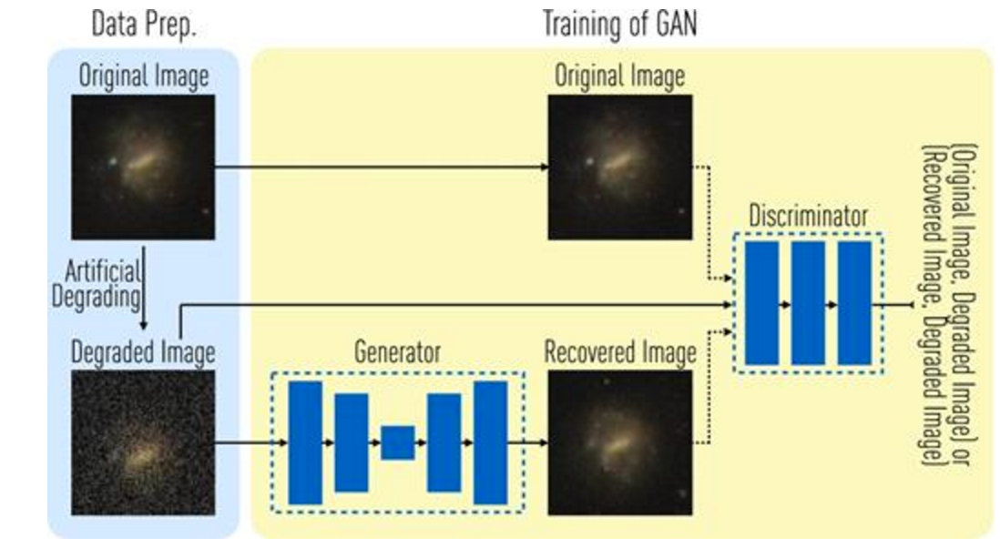 Data Prep.
Training of GAN
Original Image
Original Image
Artificial
Degrading
Degraded Image
Generator
Recovered Image
Discriminator
(Original Image, Degraded Image) or
(Recovered Image, Degraded Image)